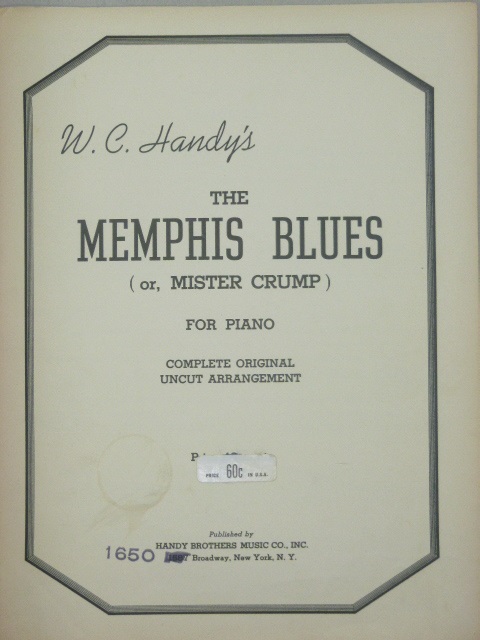 W. C. Handy's
THE
MEMPHIS BLUES
(or, MISTER CRUMP)
FOR PIANO
COMPLETE ORIGINAL
UNCUT ARRANGEMENT
PRICE 60c IN U.S.A.
Published by
HANDY BROTHERS MUSIC CO., INC.
1650 Broadway, New York, N. Y.